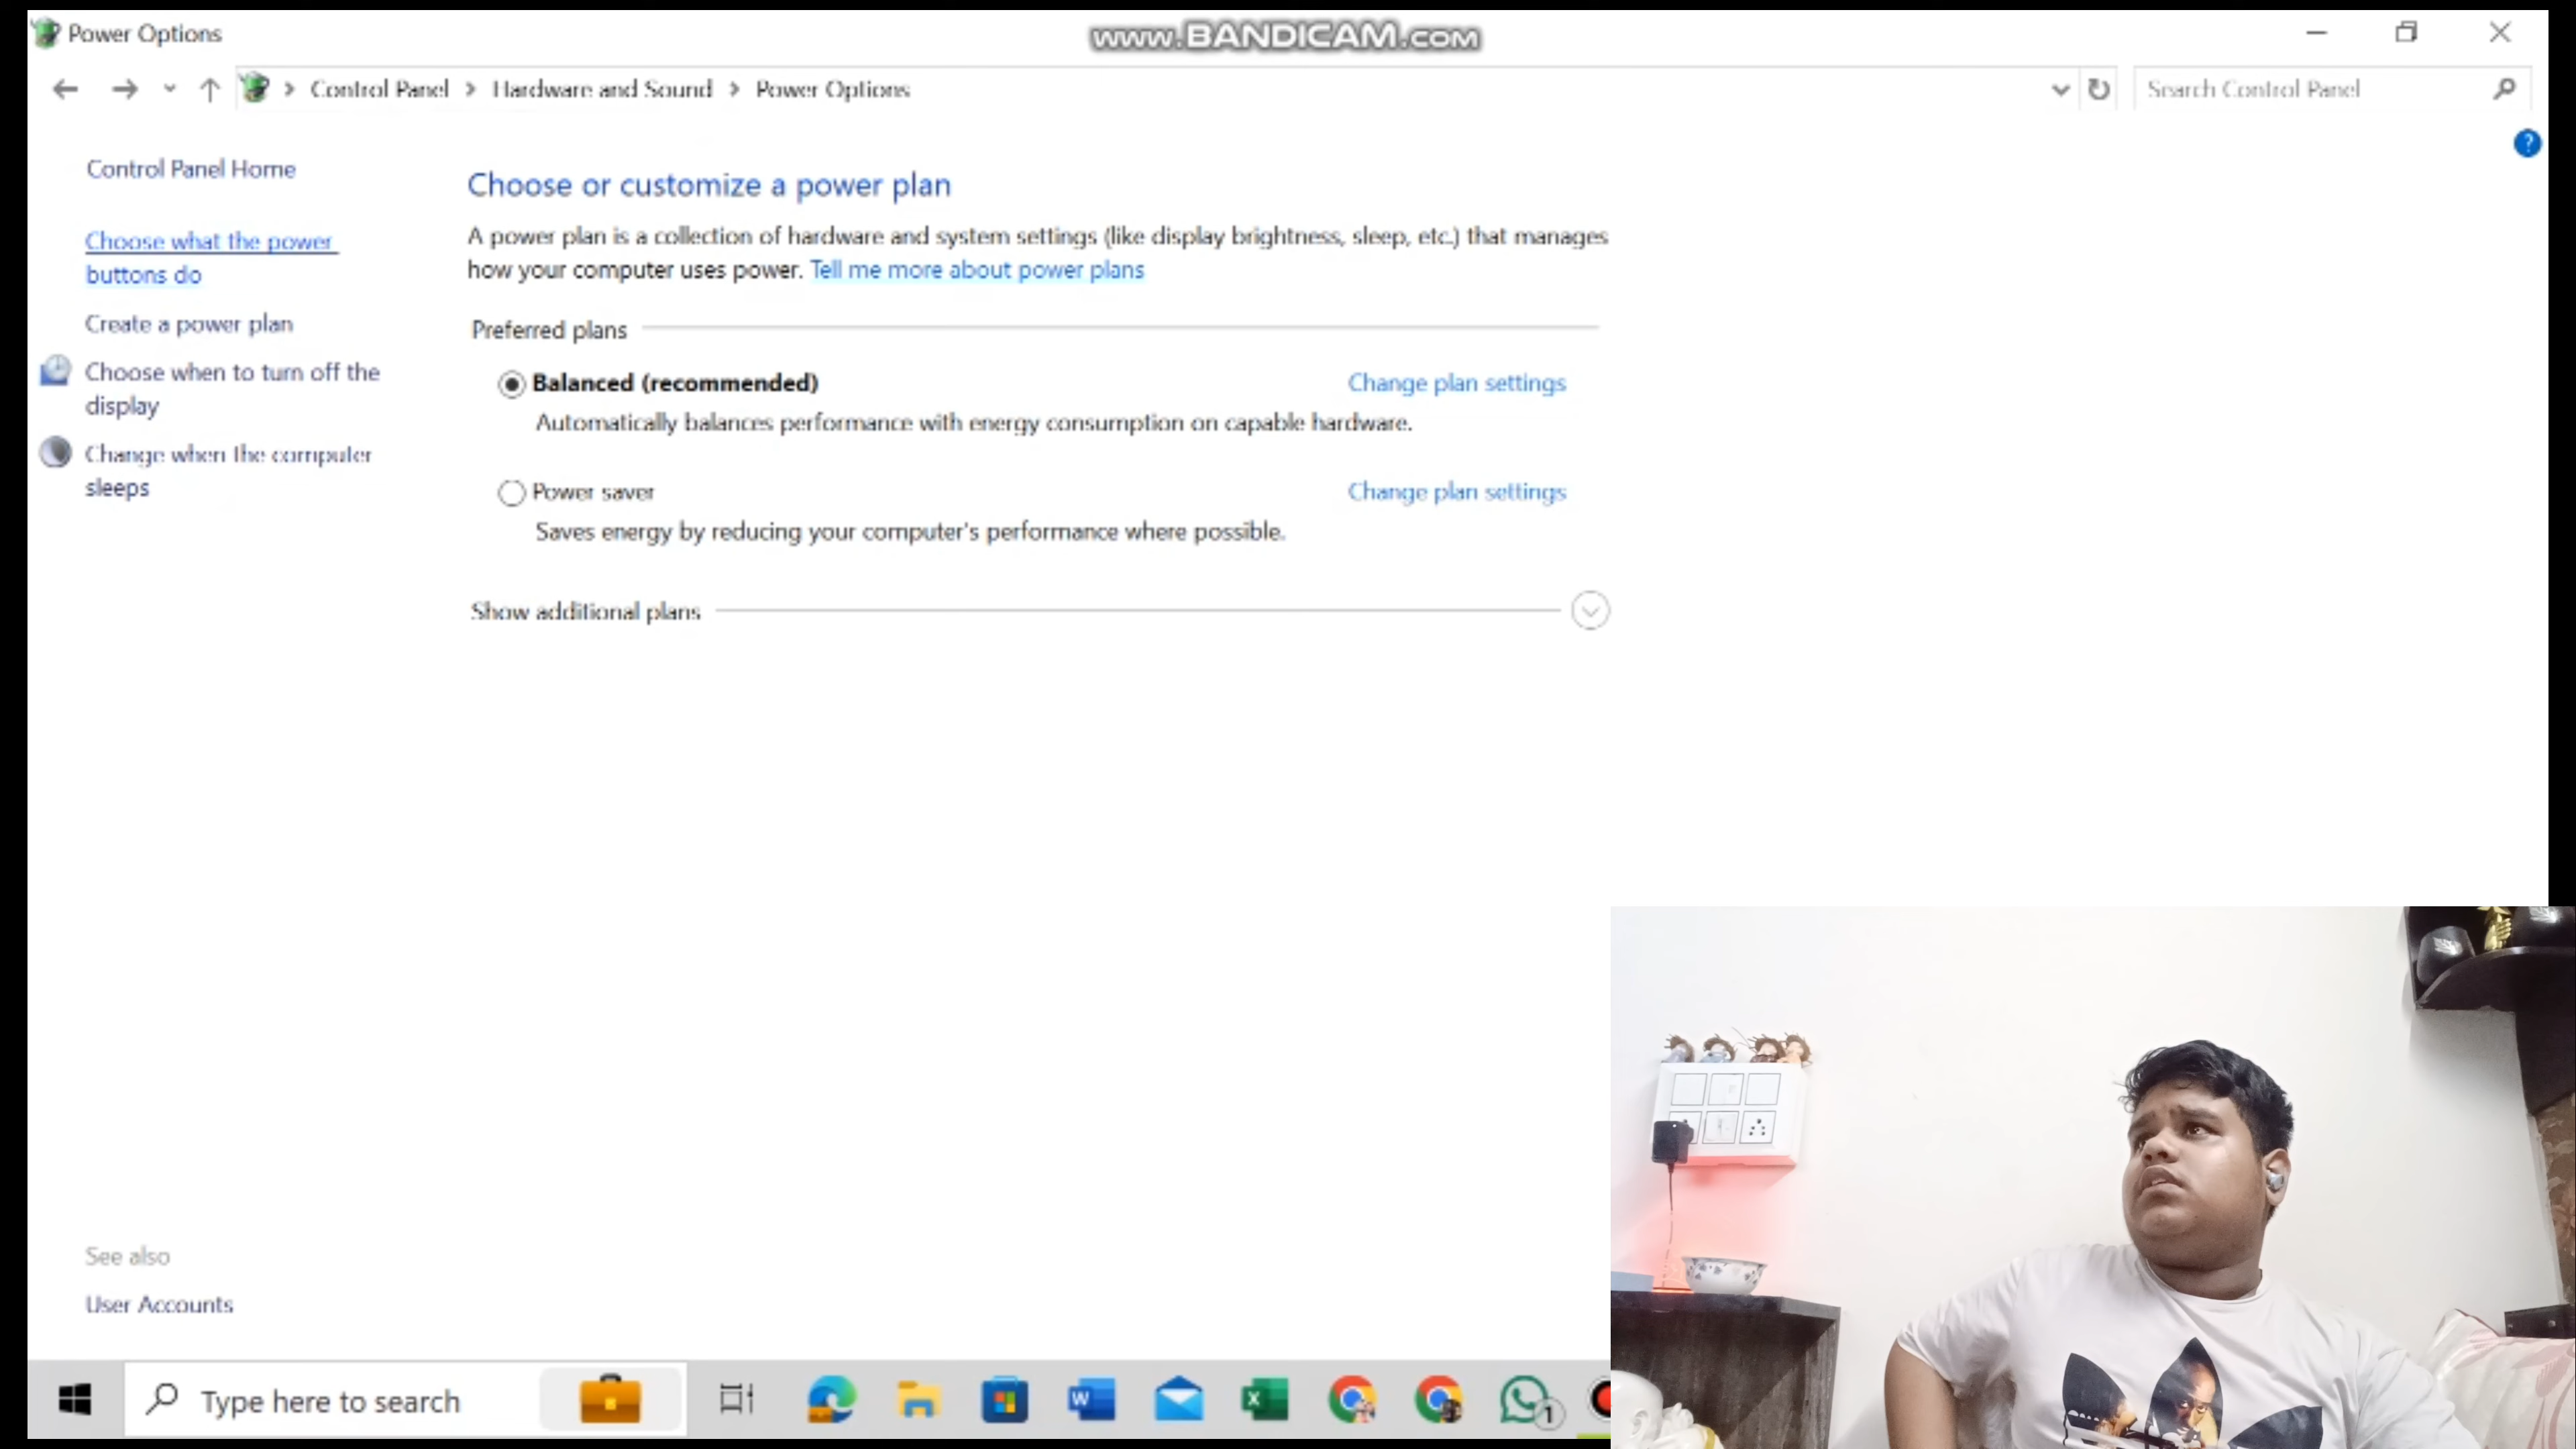 Power Options
www.BANDICAM.com
Control Panel > Hardware and Sound > Power Options
Search Control Panel
?
Control Panel Home
Choose what the power
buttons do
Create a power plan
Choose when to turn off the
display
Change when the computer
sleeps
Choose or customize a power plan
A power plan is a collection of hardware and system settings (like display brightness, sleep, etc.) that manages
how your computer uses power. Tell me more about power plans
Preferred plans
Balanced (recommended)
Change plan settings
Automatically balances performance with energy consumption on capable hardware.
Power saver
Change plan settings
Saves energy by reducing your computer's performance where possible.
Show additional plans
See also
User Accounts
Type here to search
W
X
1